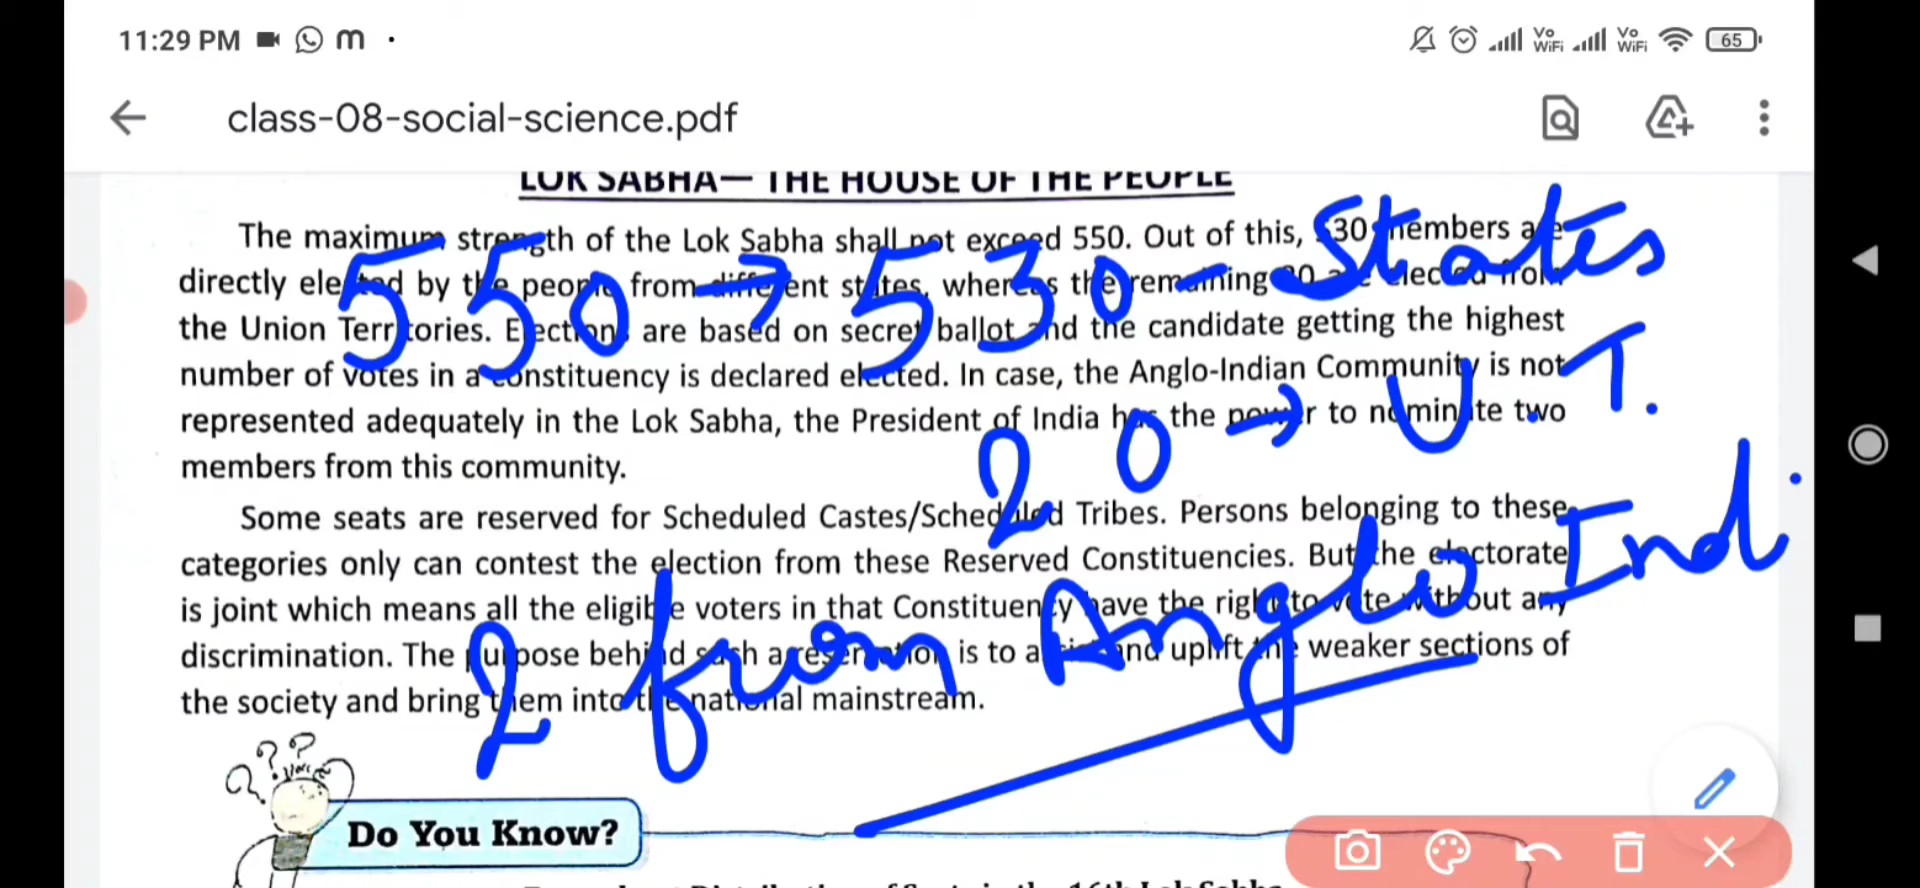 11:29 PM m
Vo WiFi Vo WiFi 65
class-08-social-science.pdf
LOK SABHA— THE HOUSE OF THE PEOPLE
The maximum strength of the Lok Sabha shall not exceed 550. Out of this, 530 members are
directly elected by the people from different states, whereas the remaining 20 are elected from
the Union Territories. Elections are based on secret ballot and the candidate getting the highest
number of votes in a constituency is declared elected. In case, the Anglo-Indian Community is not
represented adequately in the Lok Sabha, the President of India has the power to nominate two
members from this community.
Some seats are reserved for Scheduled Castes/Scheduled Tribes. Persons belonging to these
categories only can contest the election from these Reserved Constituencies. But the electorate
is joint which means all the eligible voters in that Constituency have the right to vote without any
discrimination. The purpose behind such a reservation is to and uplift the weaker sections of
the society and bring them into the national mainstream.
550 → 530 - States
20 → U.T.
2 from Anglo Ind.
???
Do You Know?
16th Lok Sabha